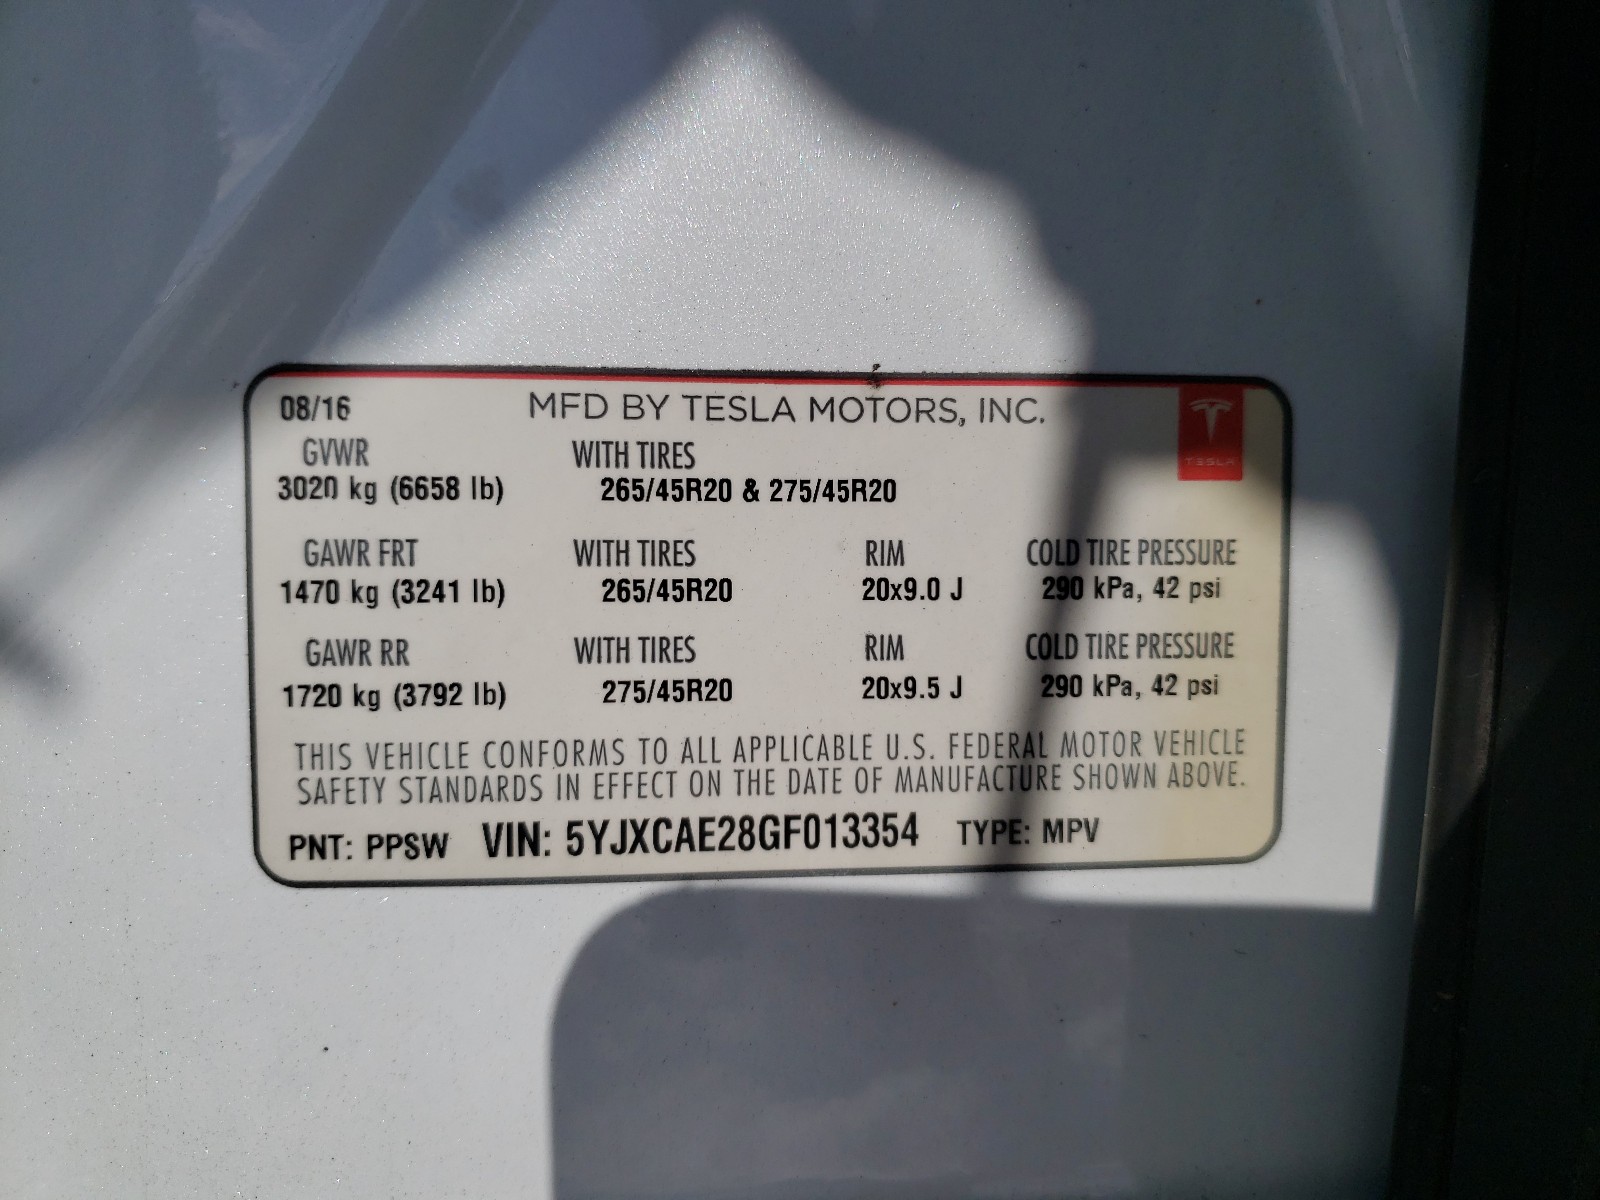 08/16 MFD BY TESLA MOTORS, INC.
TESLA
GVWR WITH TIRES
3020 kg (6658 lb) 265/45R20 & 275/45R20
GAWR FRT WITH TIRES RIM COLD TIRE PRESSURE
1470 kg (3241 lb) 265/45R20 20x9.0 J 290 kPa, 42 psi
GAWR RR WITH TIRES RIM COLD TIRE PRESSURE
1720 kg (3792 lb) 275/45R20 20x9.5 J 290 kPa, 42 psi
THIS VEHICLE CONFORMS TO ALL APPLICABLE U.S. FEDERAL MOTOR VEHICLE
SAFETY STANDARDS IN EFFECT ON THE DATE OF MANUFACTURE SHOWN ABOVE.
PNT: PPSW VIN: 5YJXCAE28GF013354 TYPE: MPV